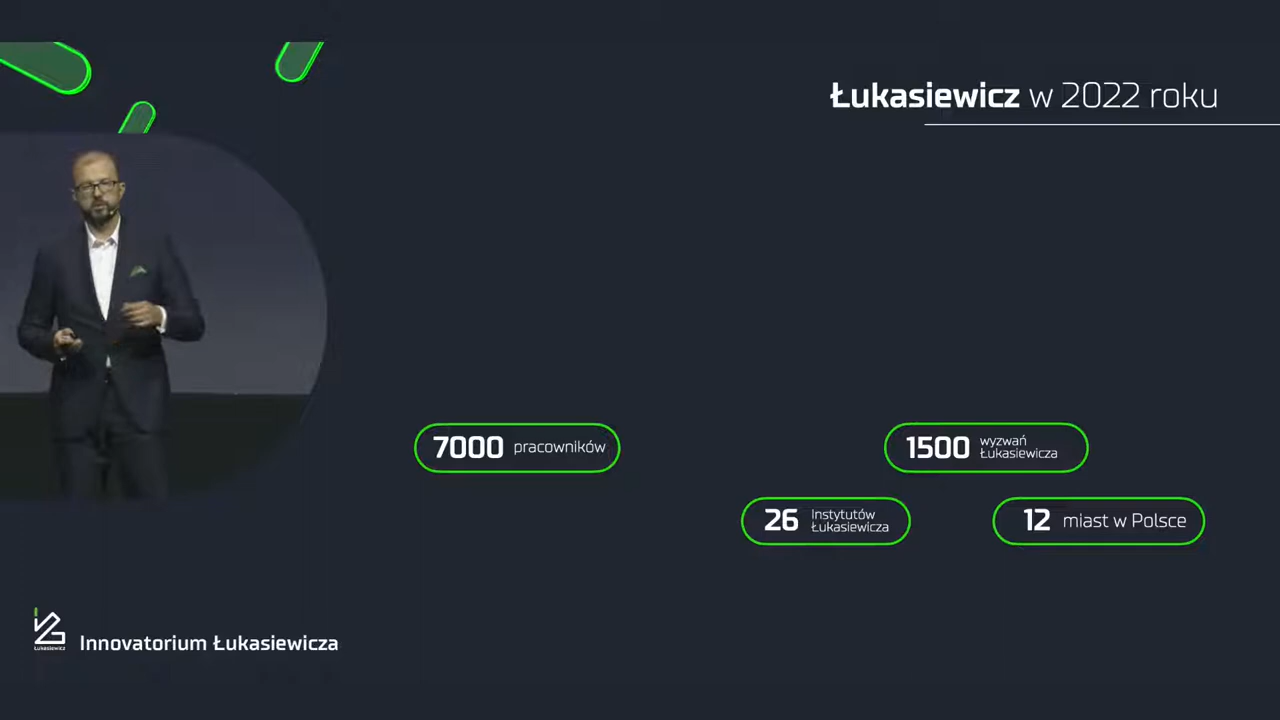 Łukasiewicz w 2022 roku
7000 pracowników
1500 wyzwań
Łukasiewicza
26 Instytutów
Łukasiewicza
12 miast w Polsce
Łukasiewicz
Innovatorium Łukasiewicza